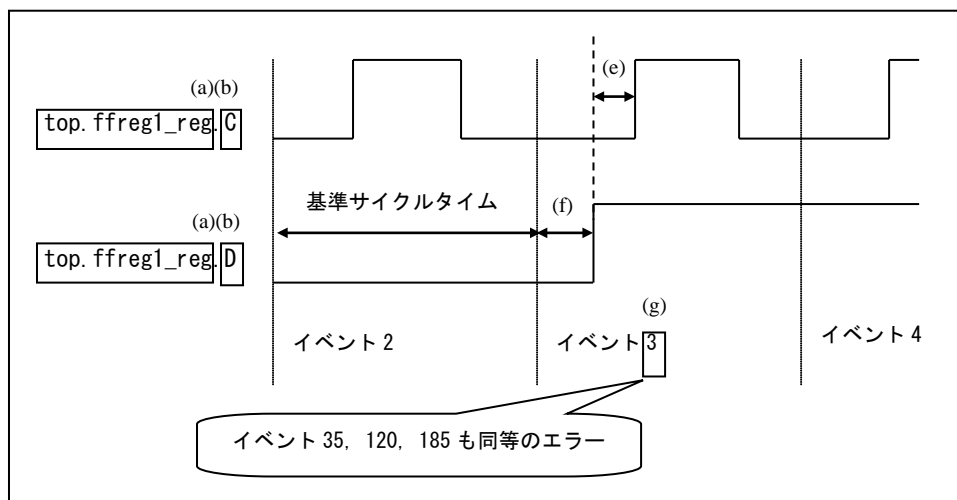 (e)
(a)(b)
top.ffreg1_reg.C
基準サイクルタイム
(f)
(a)(b)
top.ffreg1_reg.D
(g)
イベント 2
イベント 3
イベント 4
イベント 35, 120, 185 も同等のエラー